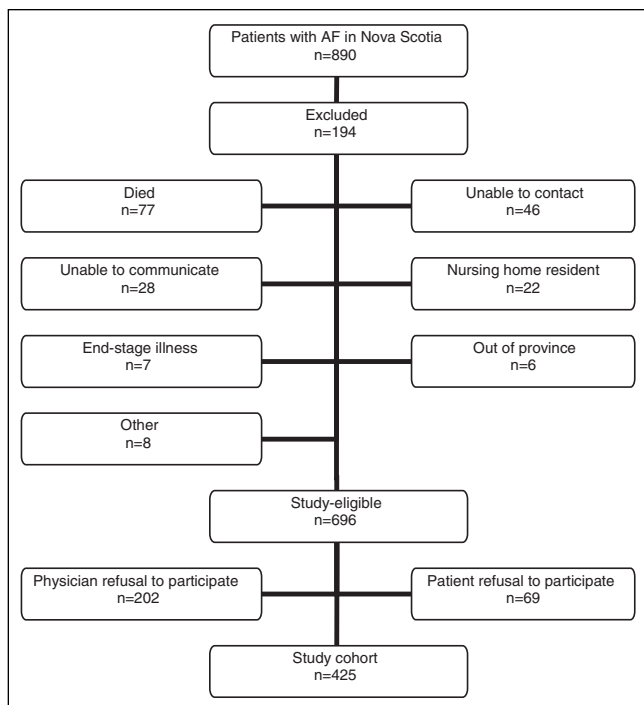 Patients with AF in Nova Scotia
n=890
Excluded
n=194
Died
n=77
Unable to contact
n=46
Unable to communicate
n=28
Nursing home resident
n=22
End-stage illness
n=7
Out of province
n=6
Other
n=8
Study-eligible
n=696
Physician refusal to participate
n=202
Patient refusal to participate
n=69
Study cohort
n=425